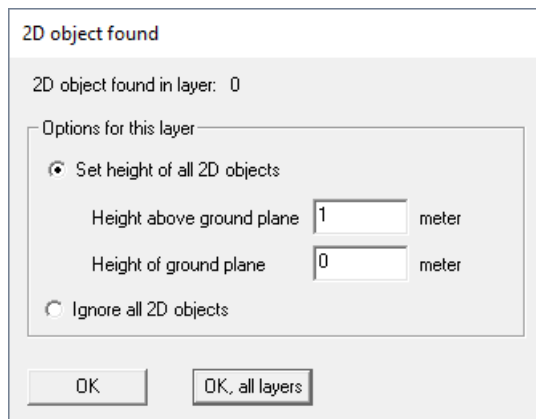 2D object found
2D object found in layer: 0
Options for this layer
Set height of all 2D objects
Height above ground plane 1 meter
Height of ground plane 0 meter
Ignore all 2D objects
OK OK, all layers